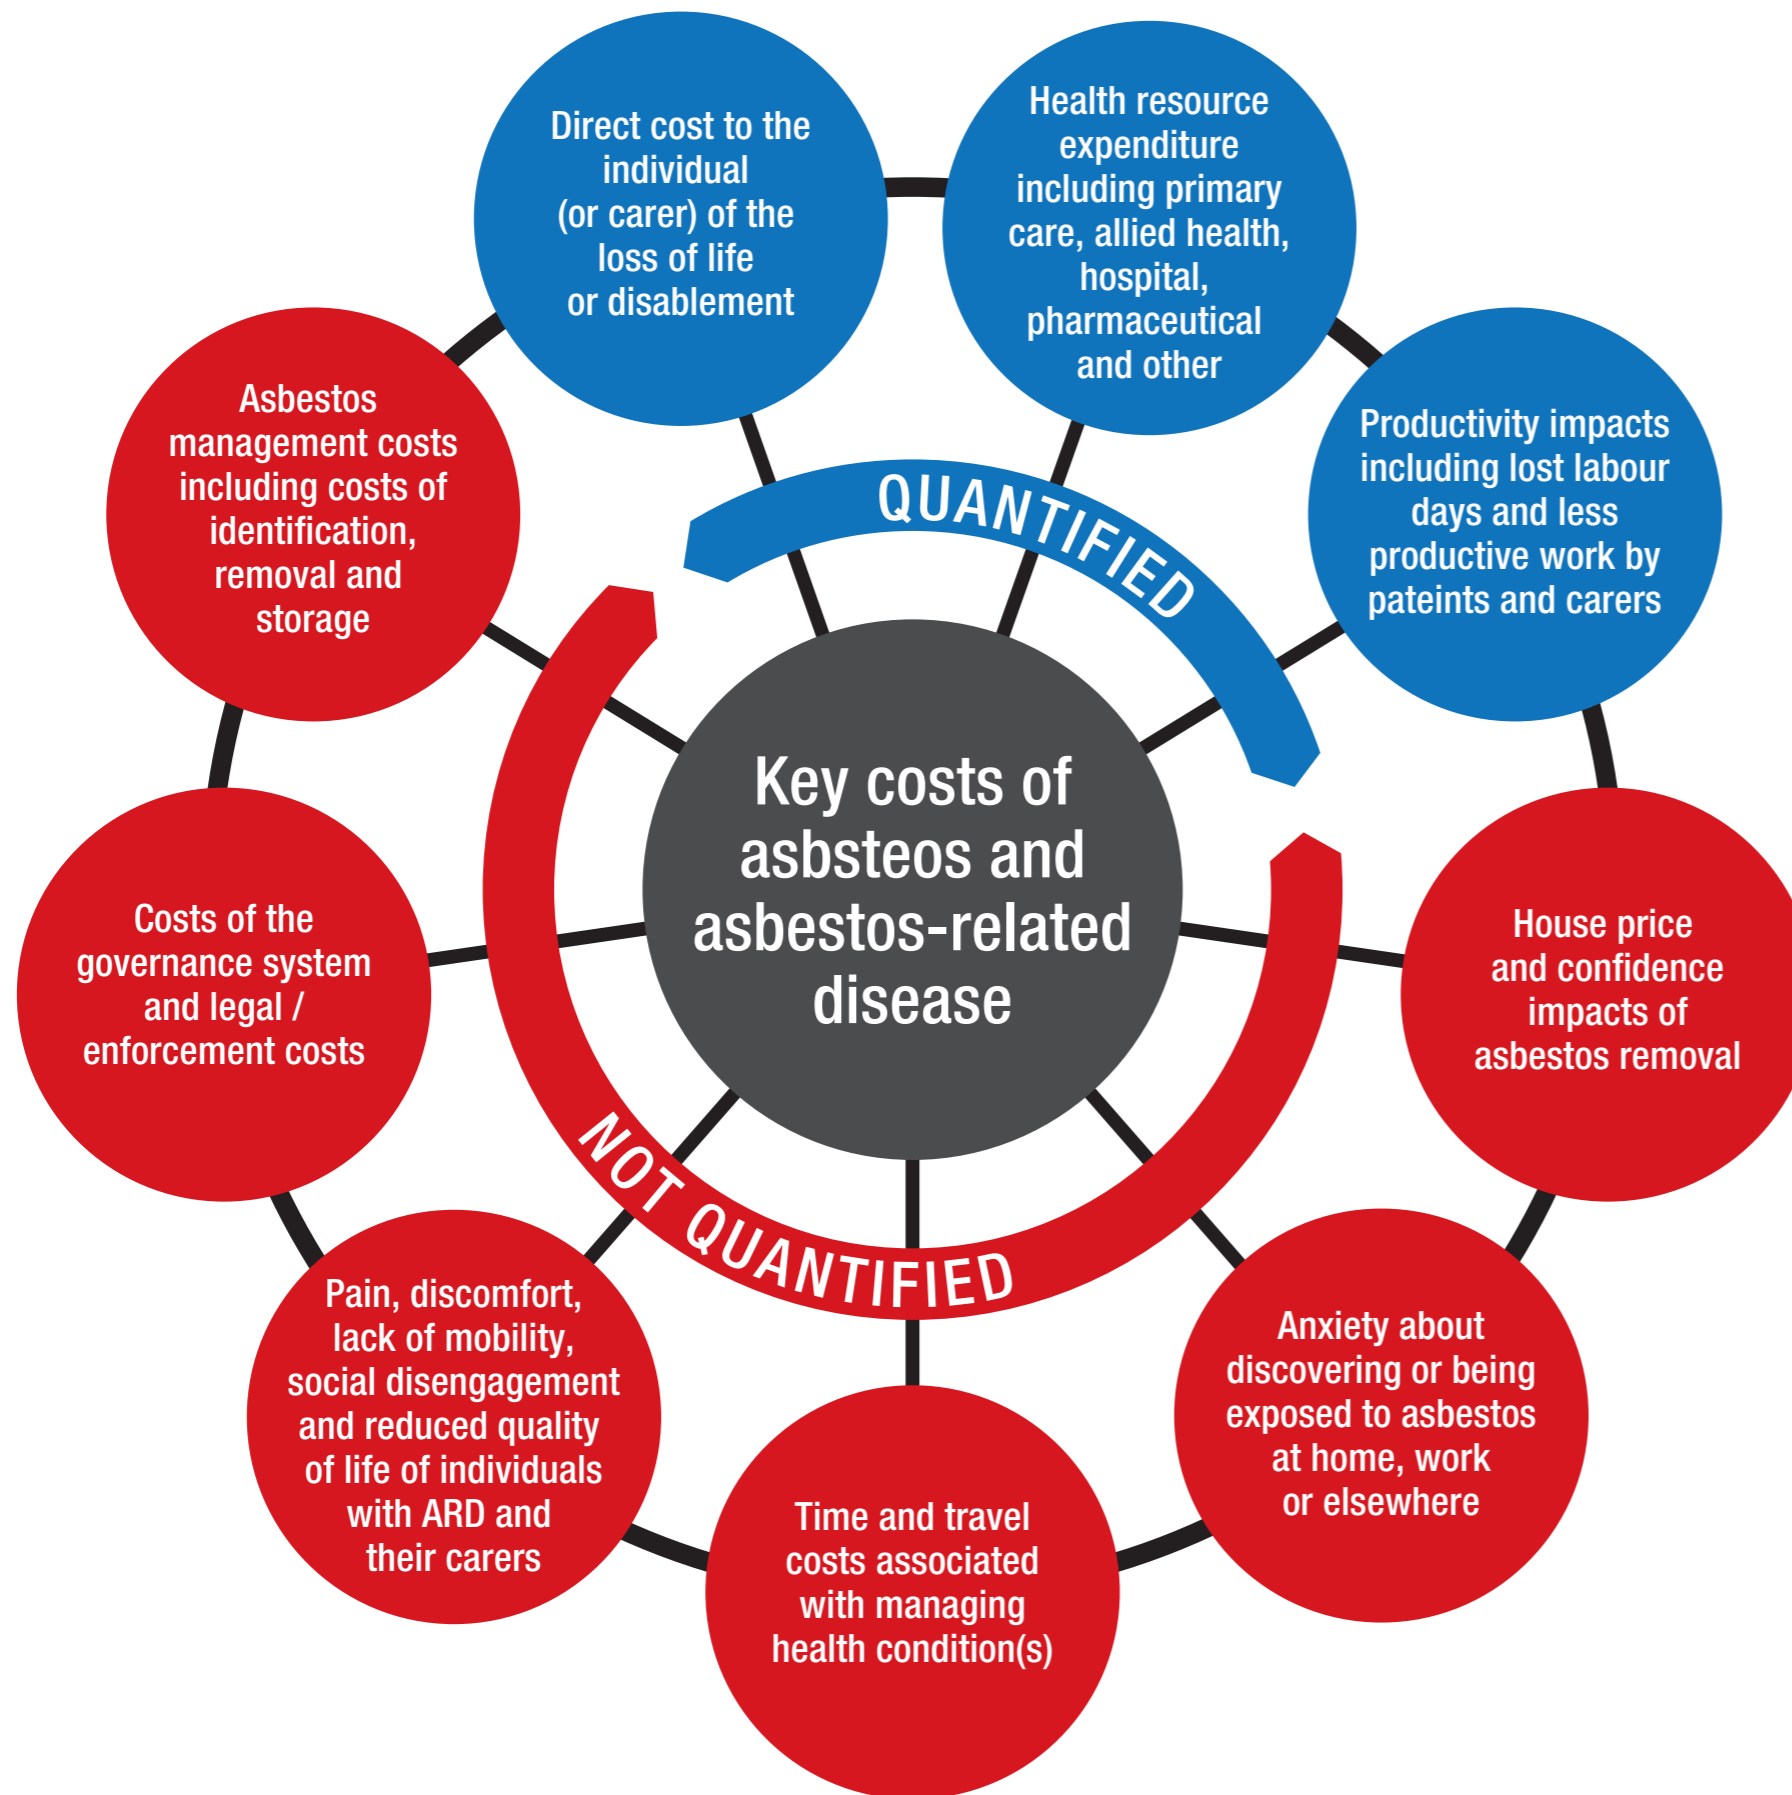 Direct cost to the
individual
(or carer) of the
loss of life
or disablement
Health resource
expenditure
including primary
care, allied health,
hospital,
pharmaceutical
and other
Productivity impacts
including lost labour
days and less
productive work by
pateints and carers
House price
and confidence
impacts of
asbestos removal
Anxiety about
discovering or being
exposed to asbestos
at home, work
or elsewhere
Time and travel
costs associated
with managing
health condition(s)
Pain, discomfort,
lack of mobility,
social disengagement
and reduced quality
of life of individuals
with ARD and
their carers
Costs of the
governance system
and legal /
enforcement costs
Asbestos
management costs
including costs of
identification,
removal and
storage
QUANTIFIED
Key costs of
asbsteos and
asbestos-related
disease
NOT QUANTIFIED